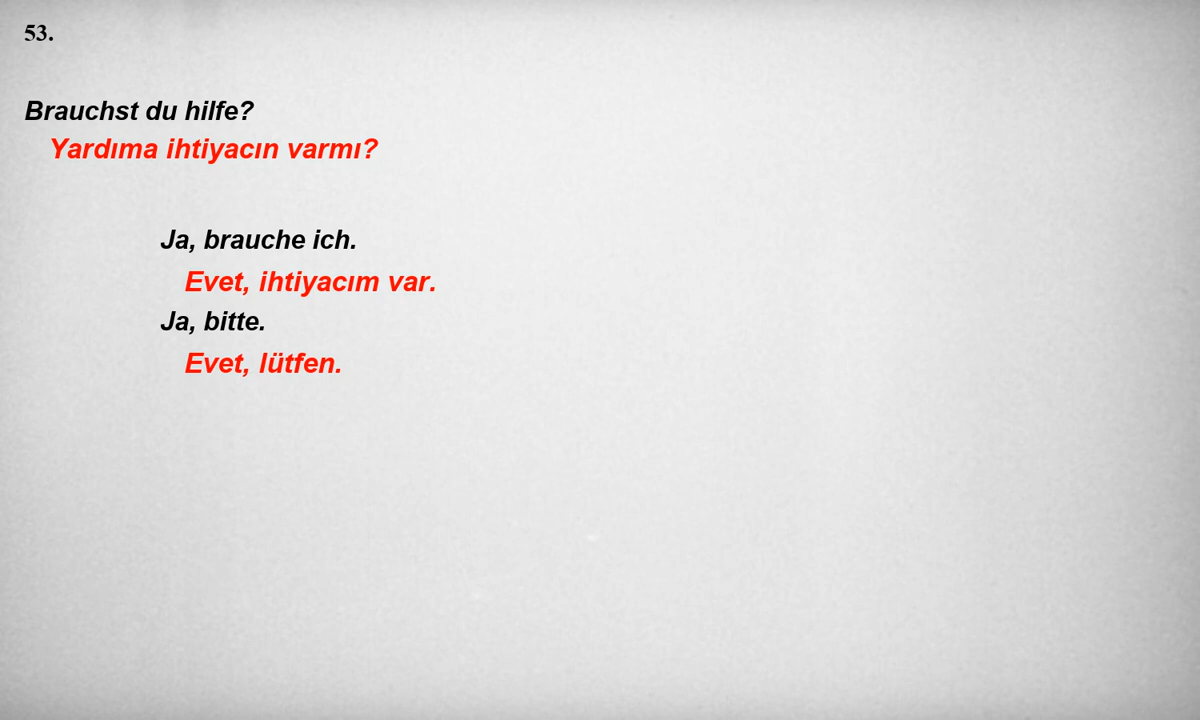 53.
Brauchst du hilfe?
Yardıma ihtiyacın varmı?
Ja, brauche ich.
Evet, ihtiyacım var.
Ja, bitte.
Evet, lütfen.